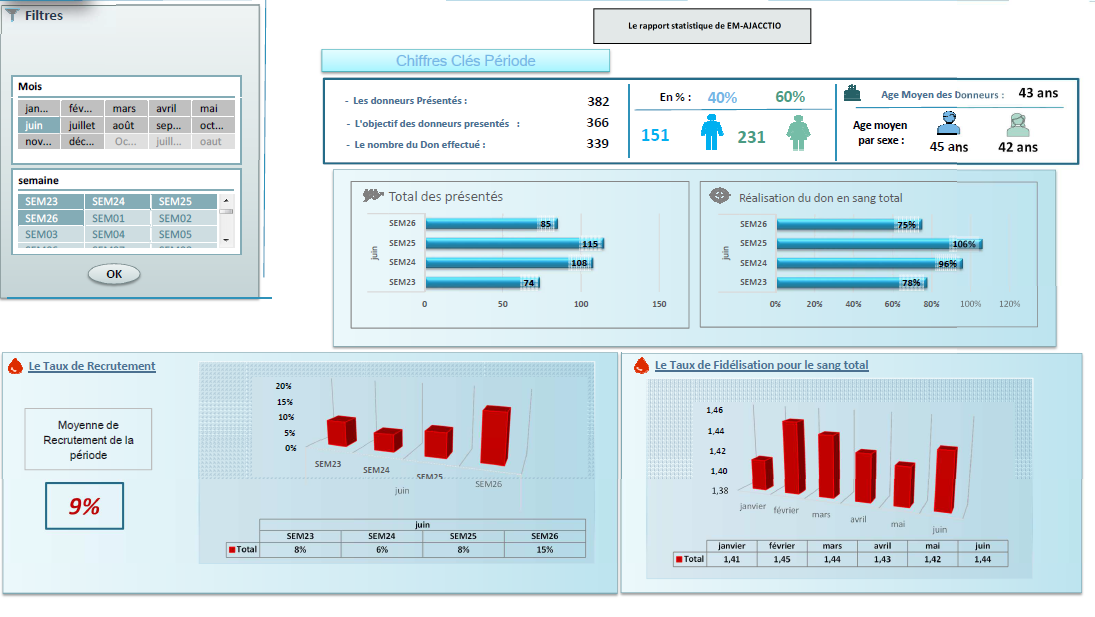 Filtres
Mois
jan... fév... mars avril mai
juin juillet août sep... oct...
nov... déc... Oc... juill... oaut
semaine
SEM23 SEM24 SEM25
SEM26 SEM01 SEM02
SEM03 SEM04 SEM05
OK
Le rapport statistique de EM-AJACCTIO
Chiffres Clés Période
- Les donneurs Présentés : 382
- L'objectif des donneurs presentés : 366
- Le nombre du Don effectué : 339
En % : 40% 60%
151 231
Age Moyen des Donneurs : 43 ans
Age moyen
par sexe :
45 ans 42 ans
Total des présentés
juin
SEM26 85
SEM25 115
SEM24 108
SEM23 74
0 50 100 150
Réalisation du don en sang total
juin
SEM26 75%
SEM25 106%
SEM24 96%
SEM23 78%
0% 20% 40% 60% 80% 100% 120%
Le Taux de Recrutement
Moyenne de
Recrutement de la
période
9%
20%
15%
10%
5%
0%
SEM23 SEM24 SEM25 SEM26
juin
juin
SEM23 SEM24 SEM25 SEM26
Total 8% 6% 8% 15%
Le Taux de Fidélisation pour le sang total
1,46
1,44
1,42
1,40
1,38
janvier février mars avril mai juin
janvier février mars avril mai juin
Total 1,41 1,45 1,44 1,43 1,42 1,44